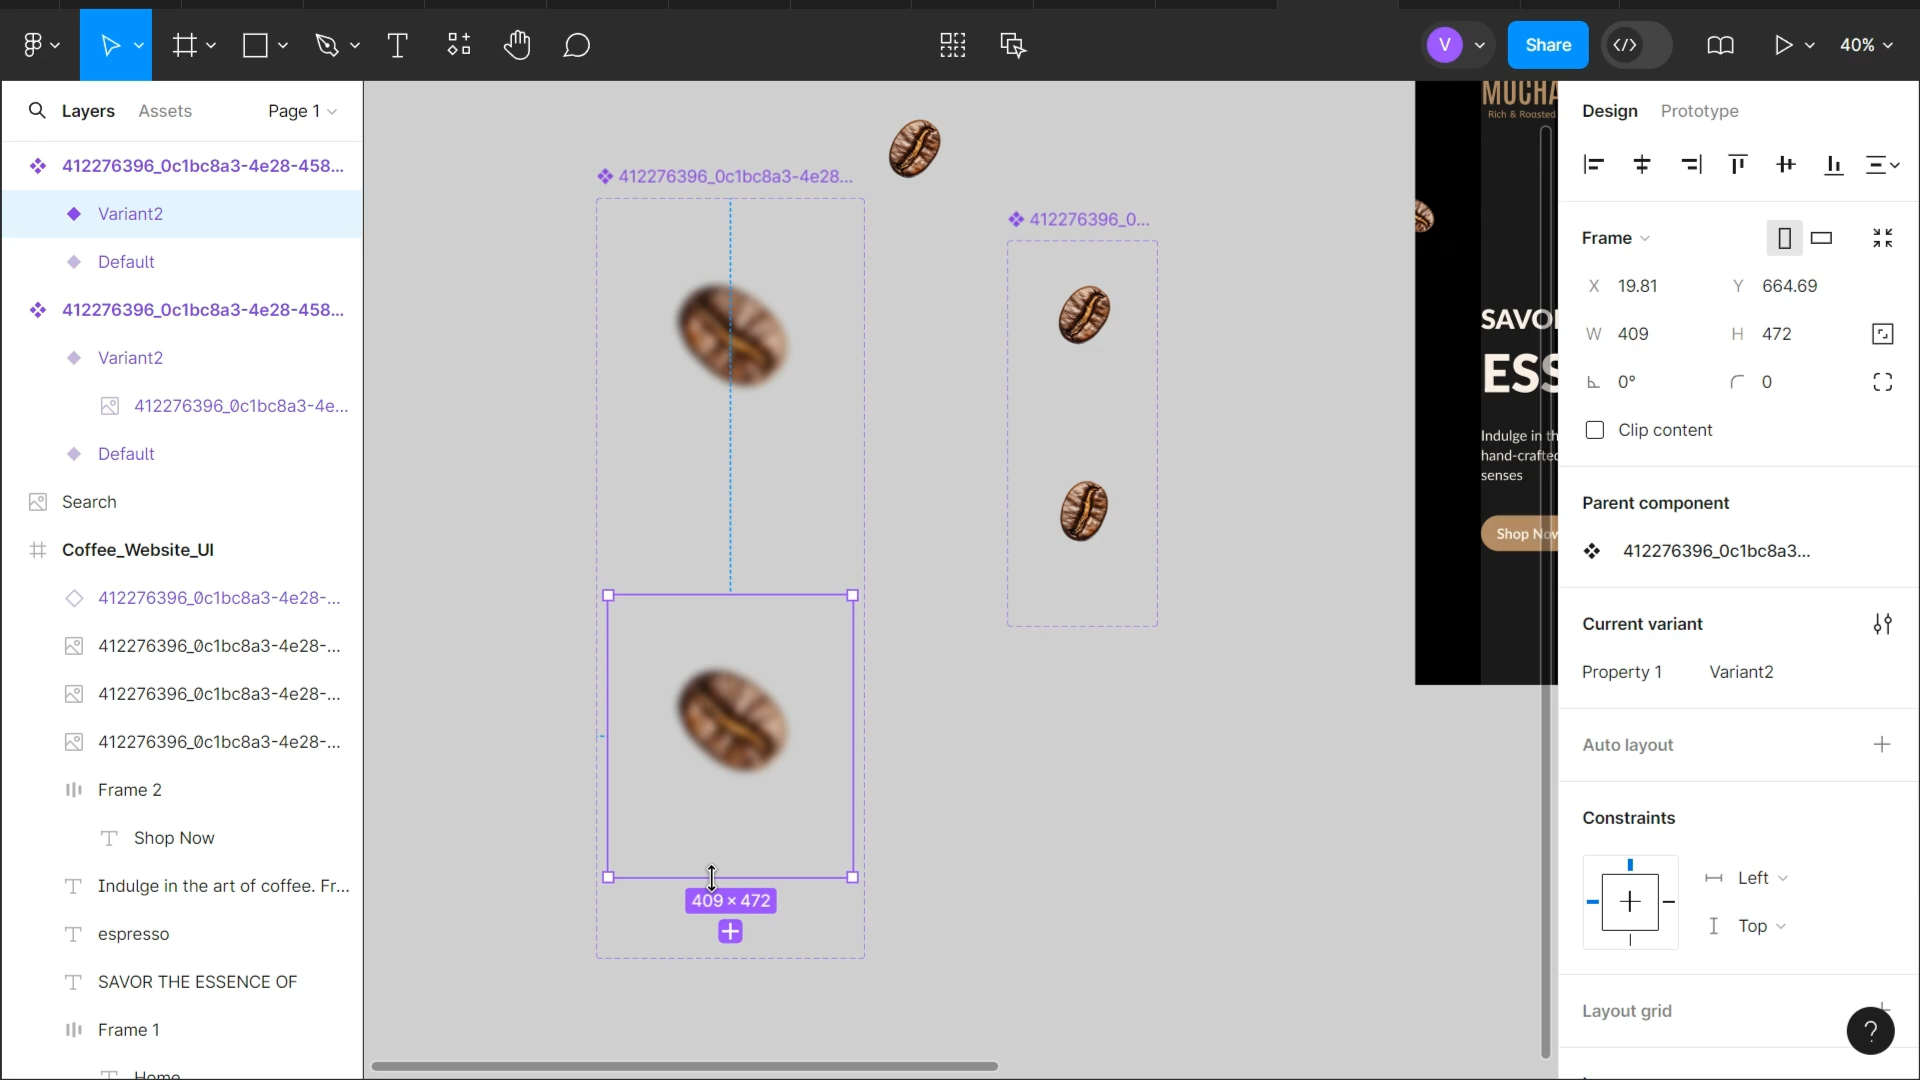 V
Share
40%
Layers
Assets
Page 1
Design
Prototype
412276396_0c1bc8a3-4e28-458...
Variant2
Default
412276396_0c1bc8a3-4e28-458...
Variant2
412276396_0c1bc8a3-4e...
Default
Search
Coffee_Website_UI
412276396_0c1bc8a3-4e28-...
412276396_0c1bc8a3-4e28-...
412276396_0c1bc8a3-4e28-...
412276396_0c1bc8a3-4e28-...
Frame 2
Shop Now
Indulge in the art of coffee. Fr...
espresso
SAVOR THE ESSENCE OF
Frame 1
Home
412276396_0c1bc8a3-4e28...
412276396_0...
409 × 472
MUCHA
Rich & Roasted
SAVO
ESS
Indulge in th
hand-crafte
senses
Shop Now
Frame
X 19.81 Y 664.69
W 409 H 472
0° 0
Clip content
Parent component
412276396_0c1bc8a3...
Current variant
Property 1 Variant2
Auto layout
Constraints
Left
Top
Layout grid
?